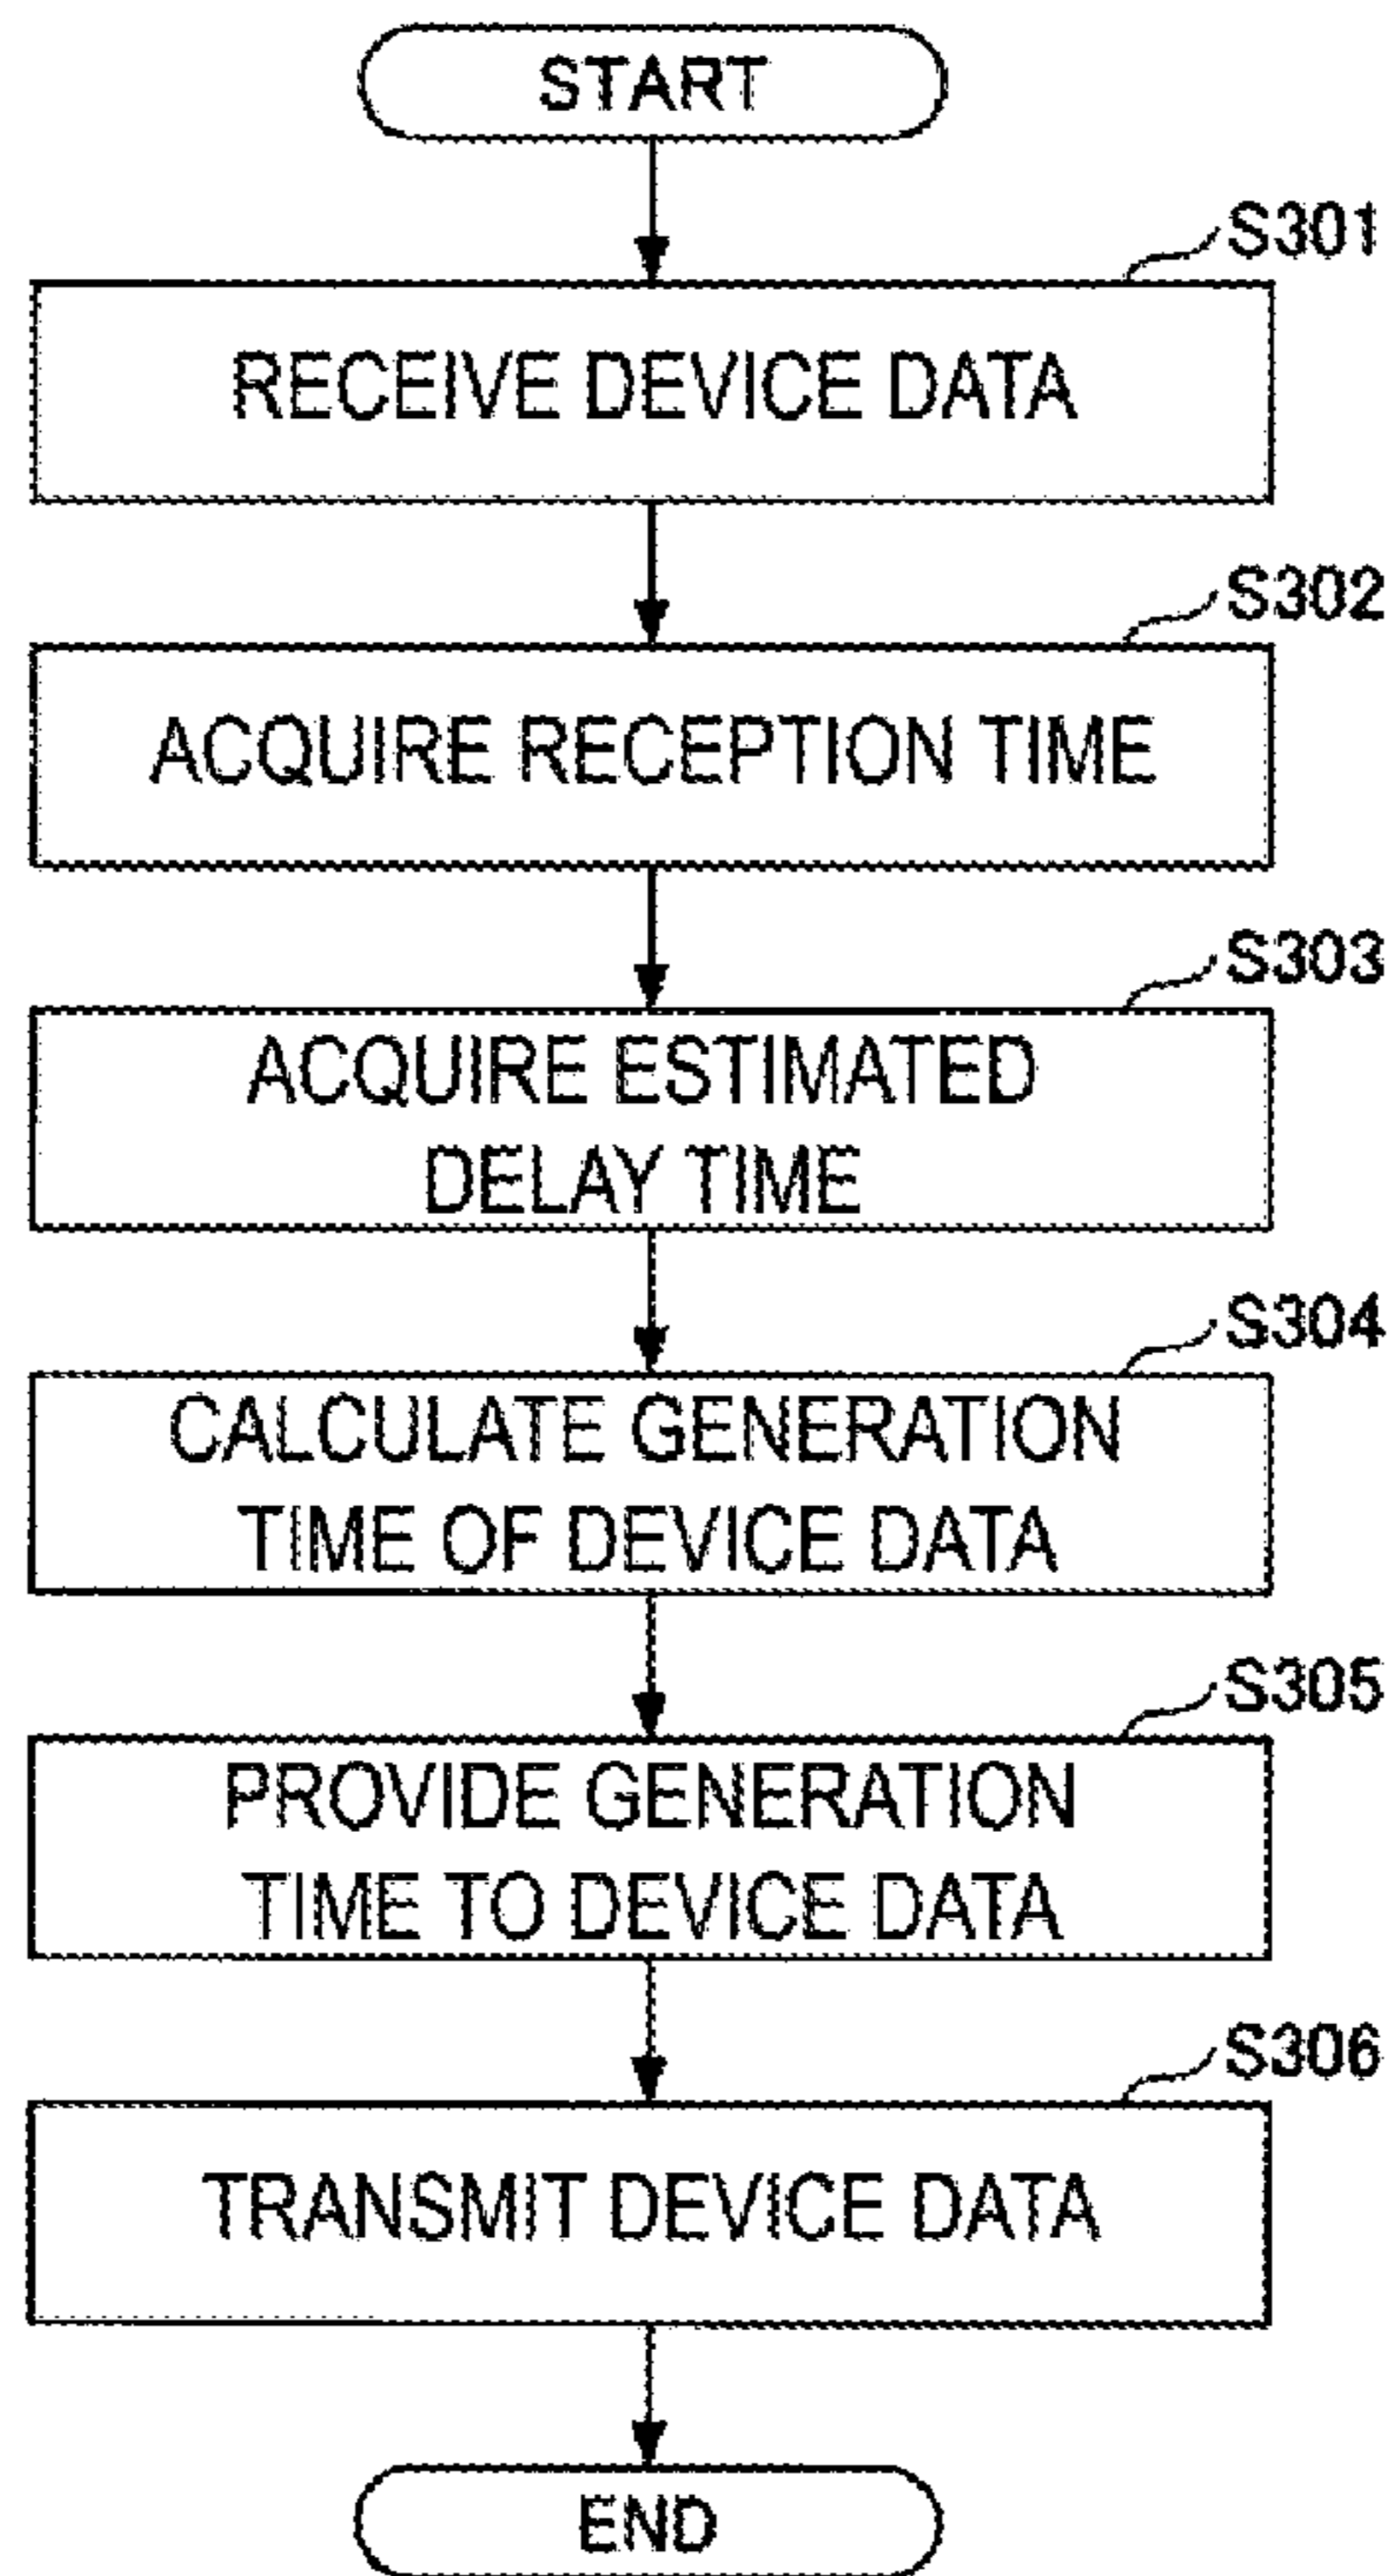 START
S301
RECEIVE DEVICE DATA
S302
ACQUIRE RECEPTION TIME
S303
ACQUIRE ESTIMATED
DELAY TIME
S304
CALCULATE GENERATION
TIME OF DEVICE DATA
S305
PROVIDE GENERATION
TIME TO DEVICE DATA
S306
TRANSMIT DEVICE DATA
END